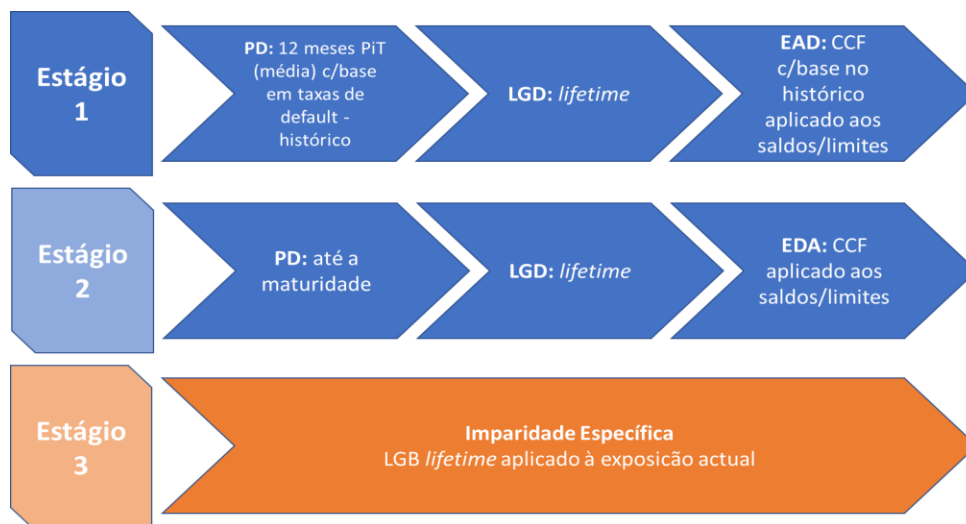 Estágio
1
PD: 12 meses PiT
(média) c/base
em taxas de
default -
histórico
LGD: lifetime
EAD: CCF
c/base no
histórico
aplicado aos
saldos/limites
Estágio
2
PD: até a
maturidade
LGD: lifetime
EDA: CCF
aplicado aos
saldos/limites
Estágio
3
Imparidade Específica
LGB lifetime aplicado à exposicão actual